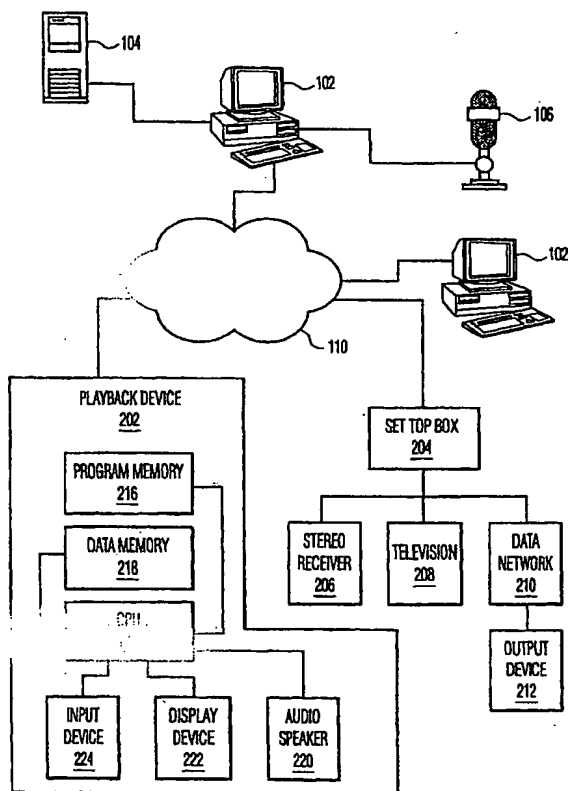 104
102
106
102
110
PLAYBACK DEVICE
202
PROGRAM MEMORY
216
DATA MEMORY
218
CPU
INPUT
DEVICE
224
DISPLAY
DEVICE
222
AUDIO
SPEAKER
220
SET TOP BOX
204
STEREO
RECEIVER
206
TELEVISION
208
DATA
NETWORK
210
OUTPUT
DEVICE
212